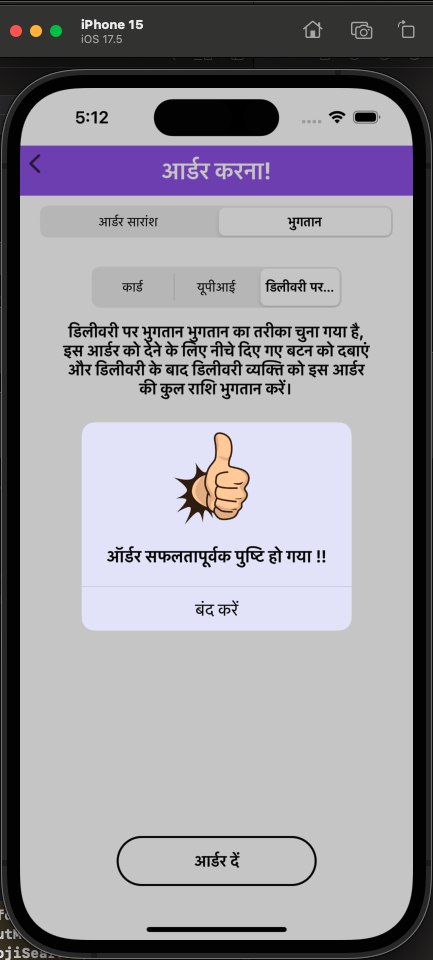 iPhone 15
iOS 17.5
5:12
आर्डर करना!
आर्डर सारांश
भुगतान
कार्ड
यूपीआई
डिलीवरी पर...
डिलीवरी पर भुगतान भुगतान का तरीका चुना गया है,
इस आर्डर को देने के लिए नीचे दिए गए बटन को दबाएं
और डिलीवरी के बाद डिलीवरी व्यक्ति को इस आर्डर
की कुल राशि भुगतान करें।
ऑर्डर सफलतापूर्वक पुष्टि हो गया !!
बंद करें
आर्डर दें